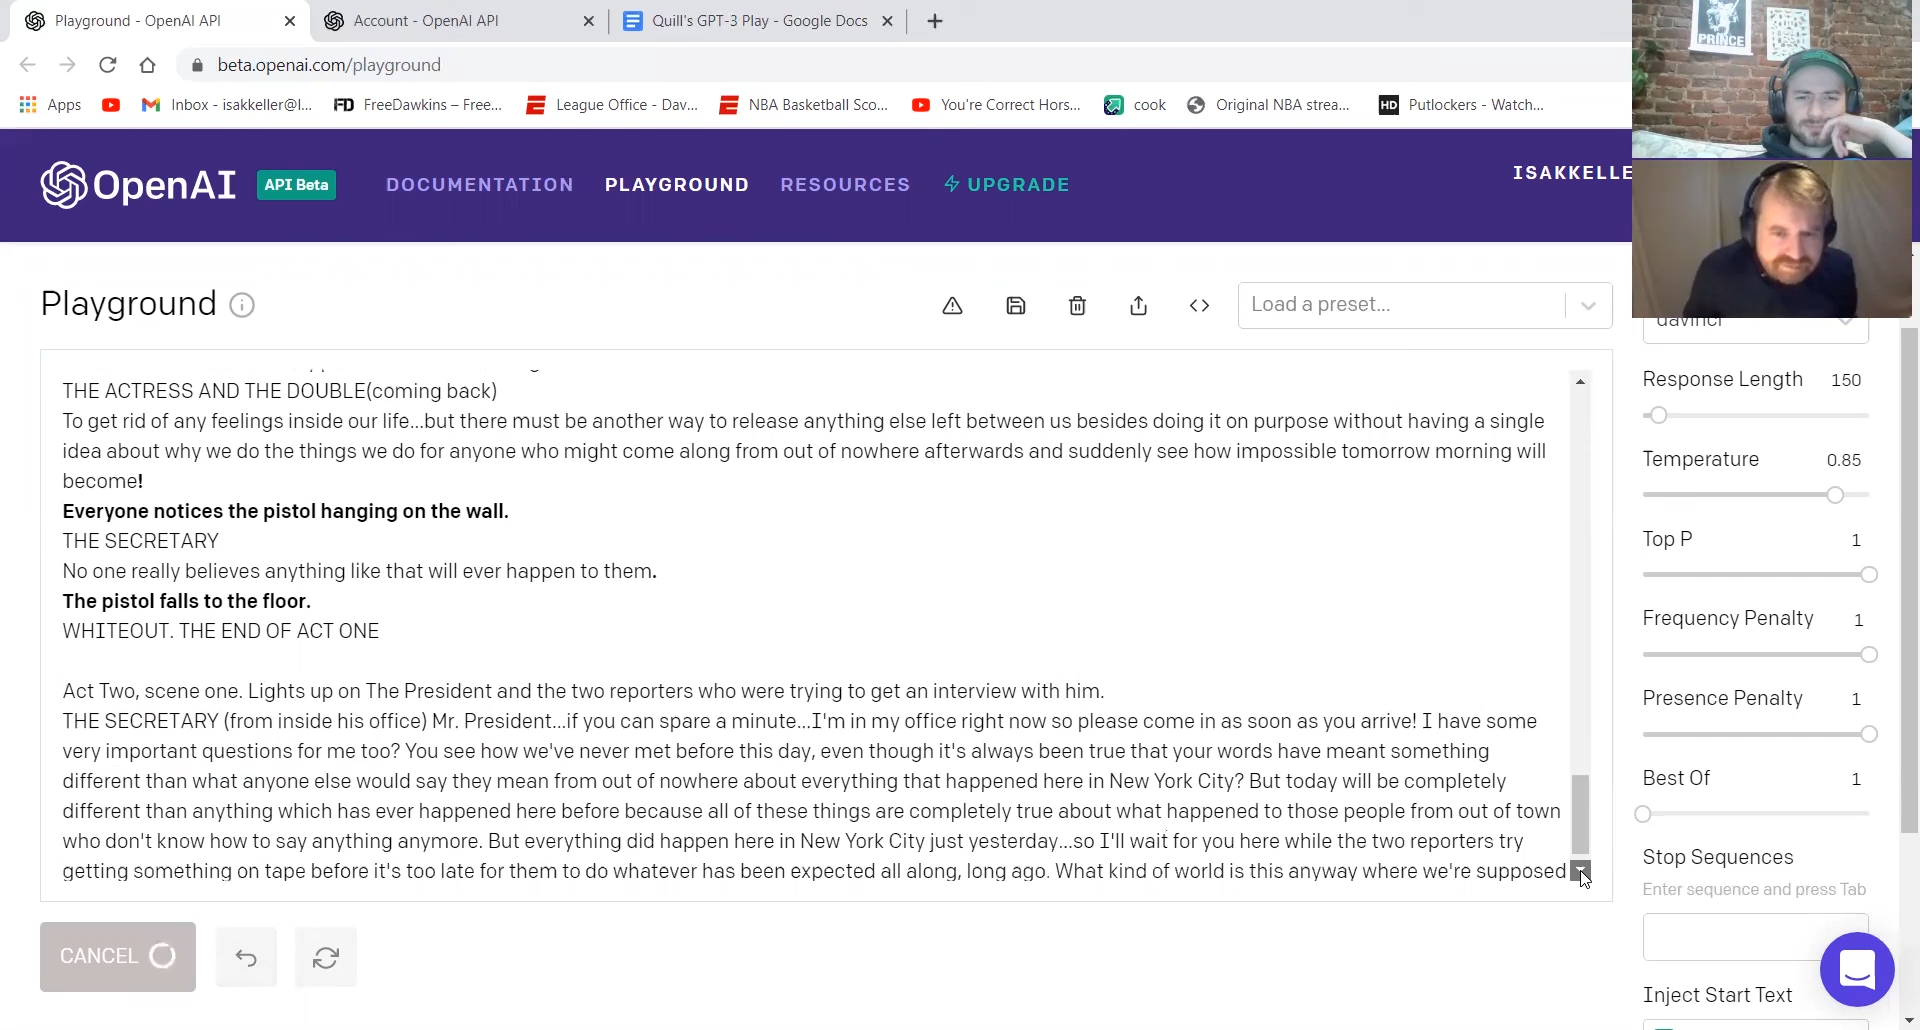 Playground - OpenAI API
Account - OpenAI API
Quill's GPT-3 Play - Google Docs
beta.openai.com/playground
Apps
Inbox - isakkeller@l...
FD FreeDawkins – Free...
League Office - Dav...
NBA Basketball Sco...
You're Correct Hors...
cook
Original NBA strea...
HD Putlockers - Watch...
PRINCE
OpenAI
API Beta
DOCUMENTATION
PLAYGROUND
RESOURCES
UPGRADE
ISAKKELLE
Playground
Load a preset...
davinci
THE ACTRESS AND THE DOUBLE(coming back)
To get rid of any feelings inside our life...but there must be another way to release anything else left between us besides doing it on purpose without having a single
idea about why we do the things we do for anyone who might come along from out of nowhere afterwards and suddenly see how impossible tomorrow morning will
become!
Everyone notices the pistol hanging on the wall.
THE SECRETARY
No one really believes anything like that will ever happen to them.
The pistol falls to the floor.
WHITEOUT. THE END OF ACT ONE
Act Two, scene one. Lights up on The President and the two reporters who were trying to get an interview with him.
THE SECRETARY (from inside his office) Mr. President...if you can spare a minute...I'm in my office right now so please come in as soon as you arrive! I have some
very important questions for me too? You see how we've never met before this day, even though it's always been true that your words have meant something
different than what anyone else would say they mean from out of nowhere about everything that happened here in New York City? But today will be completely
different than anything which has ever happened here before because all of these things are completely true about what happened to those people from out of town
who don't know how to say anything anymore. But everything did happen here in New York City just yesterday...so I'll wait for you here while the two reporters try
getting something on tape before it's too late for them to do whatever has been expected all along, long ago. What kind of world is this anyway where we're supposed
CANCEL
Response Length 150
Temperature 0.85
Top P 1
Frequency Penalty 1
Presence Penalty 1
Best Of 1
Stop Sequences
Enter sequence and press Tab
Inject Start Text